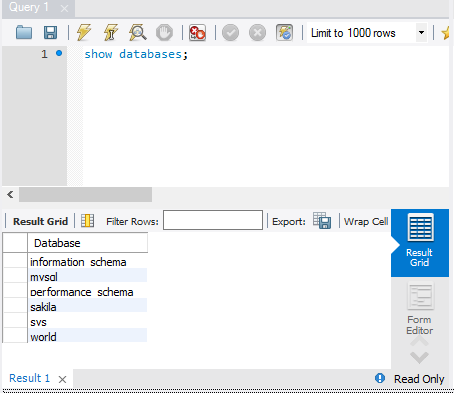 Query 1
Limit to 1000 rows
1 show databases;
Result Grid Filter Rows: Export: Wrap Cell
Database
information_schema
mysql
performance_schema
sakila
sys
world
Result
Grid
Form
Editor
Result 1
Read Only